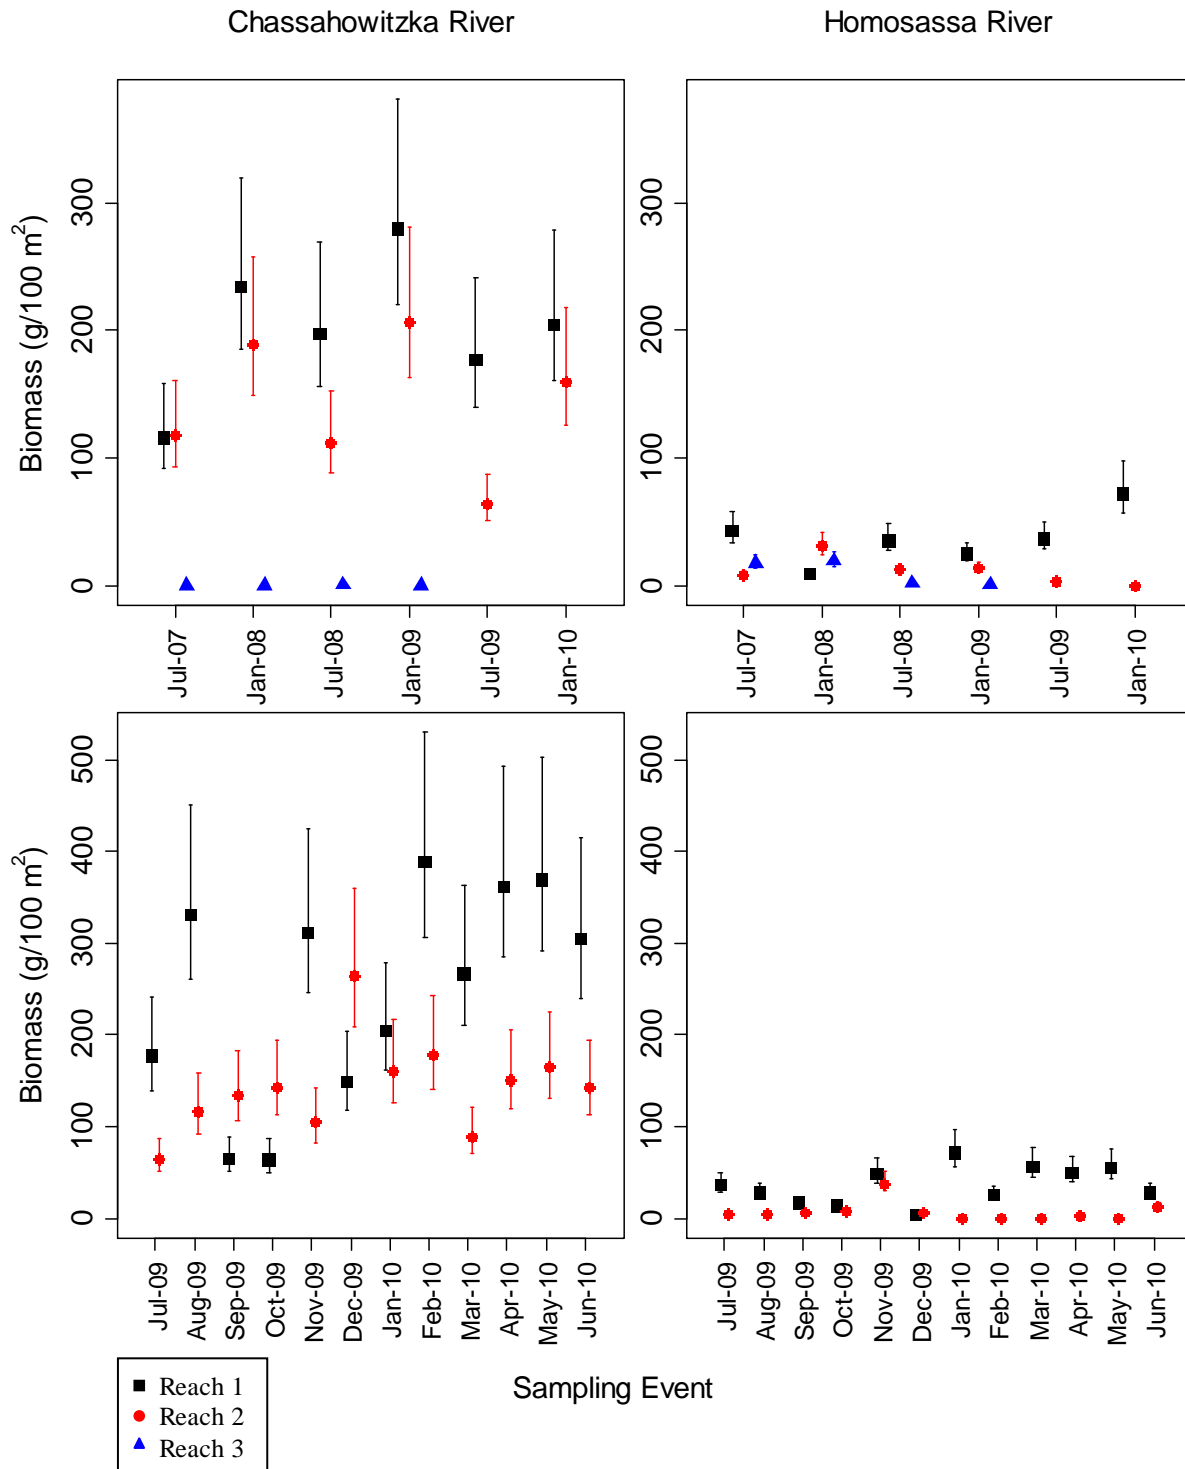 Chassahowitzka River
Homosassa River
Biomass (g/100 m²)
300
200
100
0
300
200
100
0
Jul-07
Jan-08
Jul-08
Jan-09
Jul-09
Jan-10
Jul-07
Jan-08
Jul-08
Jan-09
Jul-09
Jan-10
Biomass (g/100 m²)
500
400
300
200
100
0
500
400
300
200
100
0
Jul-09
Aug-09
Sep-09
Oct-09
Nov-09
Dec-09
Jan-10
Feb-10
Mar-10
Apr-10
May-10
Jun-10
Jul-09
Aug-09
Sep-09
Oct-09
Nov-09
Dec-09
Jan-10
Feb-10
Mar-10
Apr-10
May-10
Jun-10
Sampling Event
Reach 1
Reach 2
Reach 3